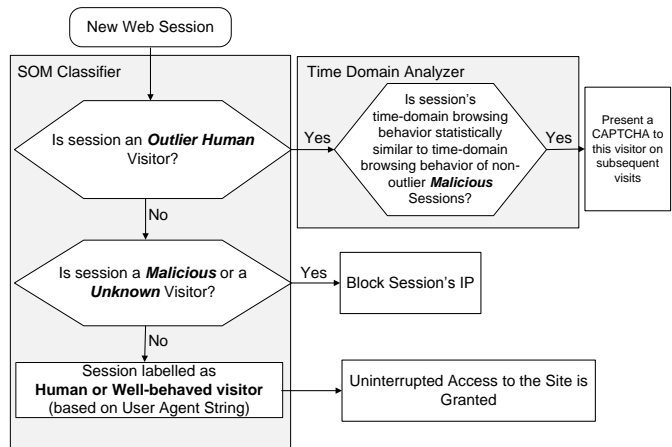 New Web Session
SOM Classifier
Time Domain Analyzer
Is session an Outlier Human
Visitor?
Yes
Is session's
time-domain browsing
behavior statistically
similar to time-domain
browsing behavior of non-
outlier Malicious
Sessions?
Yes
Present a
CAPTCHA to
this visitor on
subsequent
visits
No
Is session a Malicious or a
Unknown Visitor?
Yes
Block Session's IP
No
Session labelled as
Human or Well-behaved visitor
(based on User Agent String)
Uninterrupted Access to the Site is
Granted